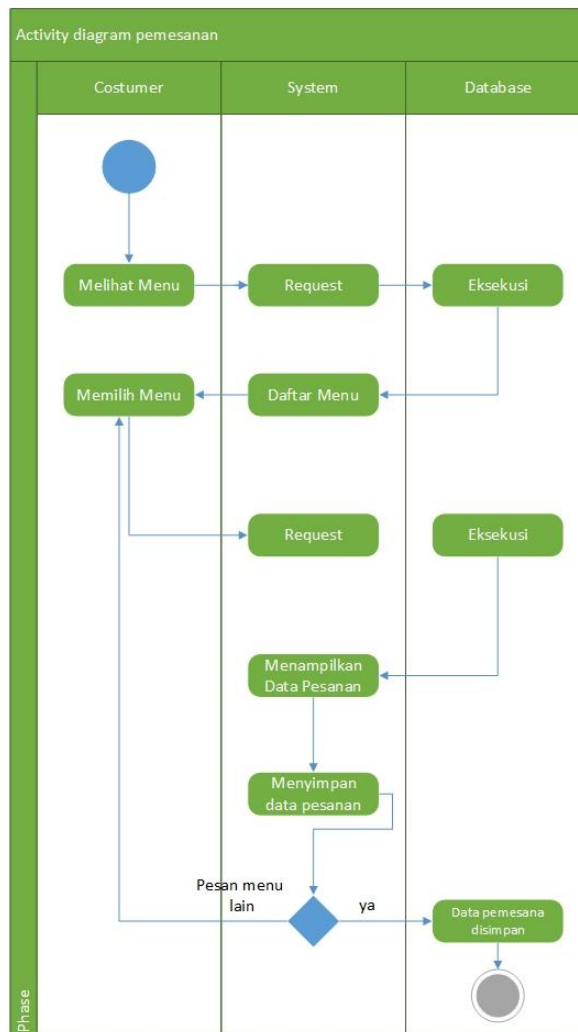 Activity diagram pemesanan
Costumer
System
Database
Melihat Menu
Request
Eksekusi
Memilih Menu
Daftar Menu
Request
Eksekusi
Menampilkan
Data Pesanan
Menyimpan
data pesanan
Pesan menu
lain
ya
Data pemesana
disimpan
Phase